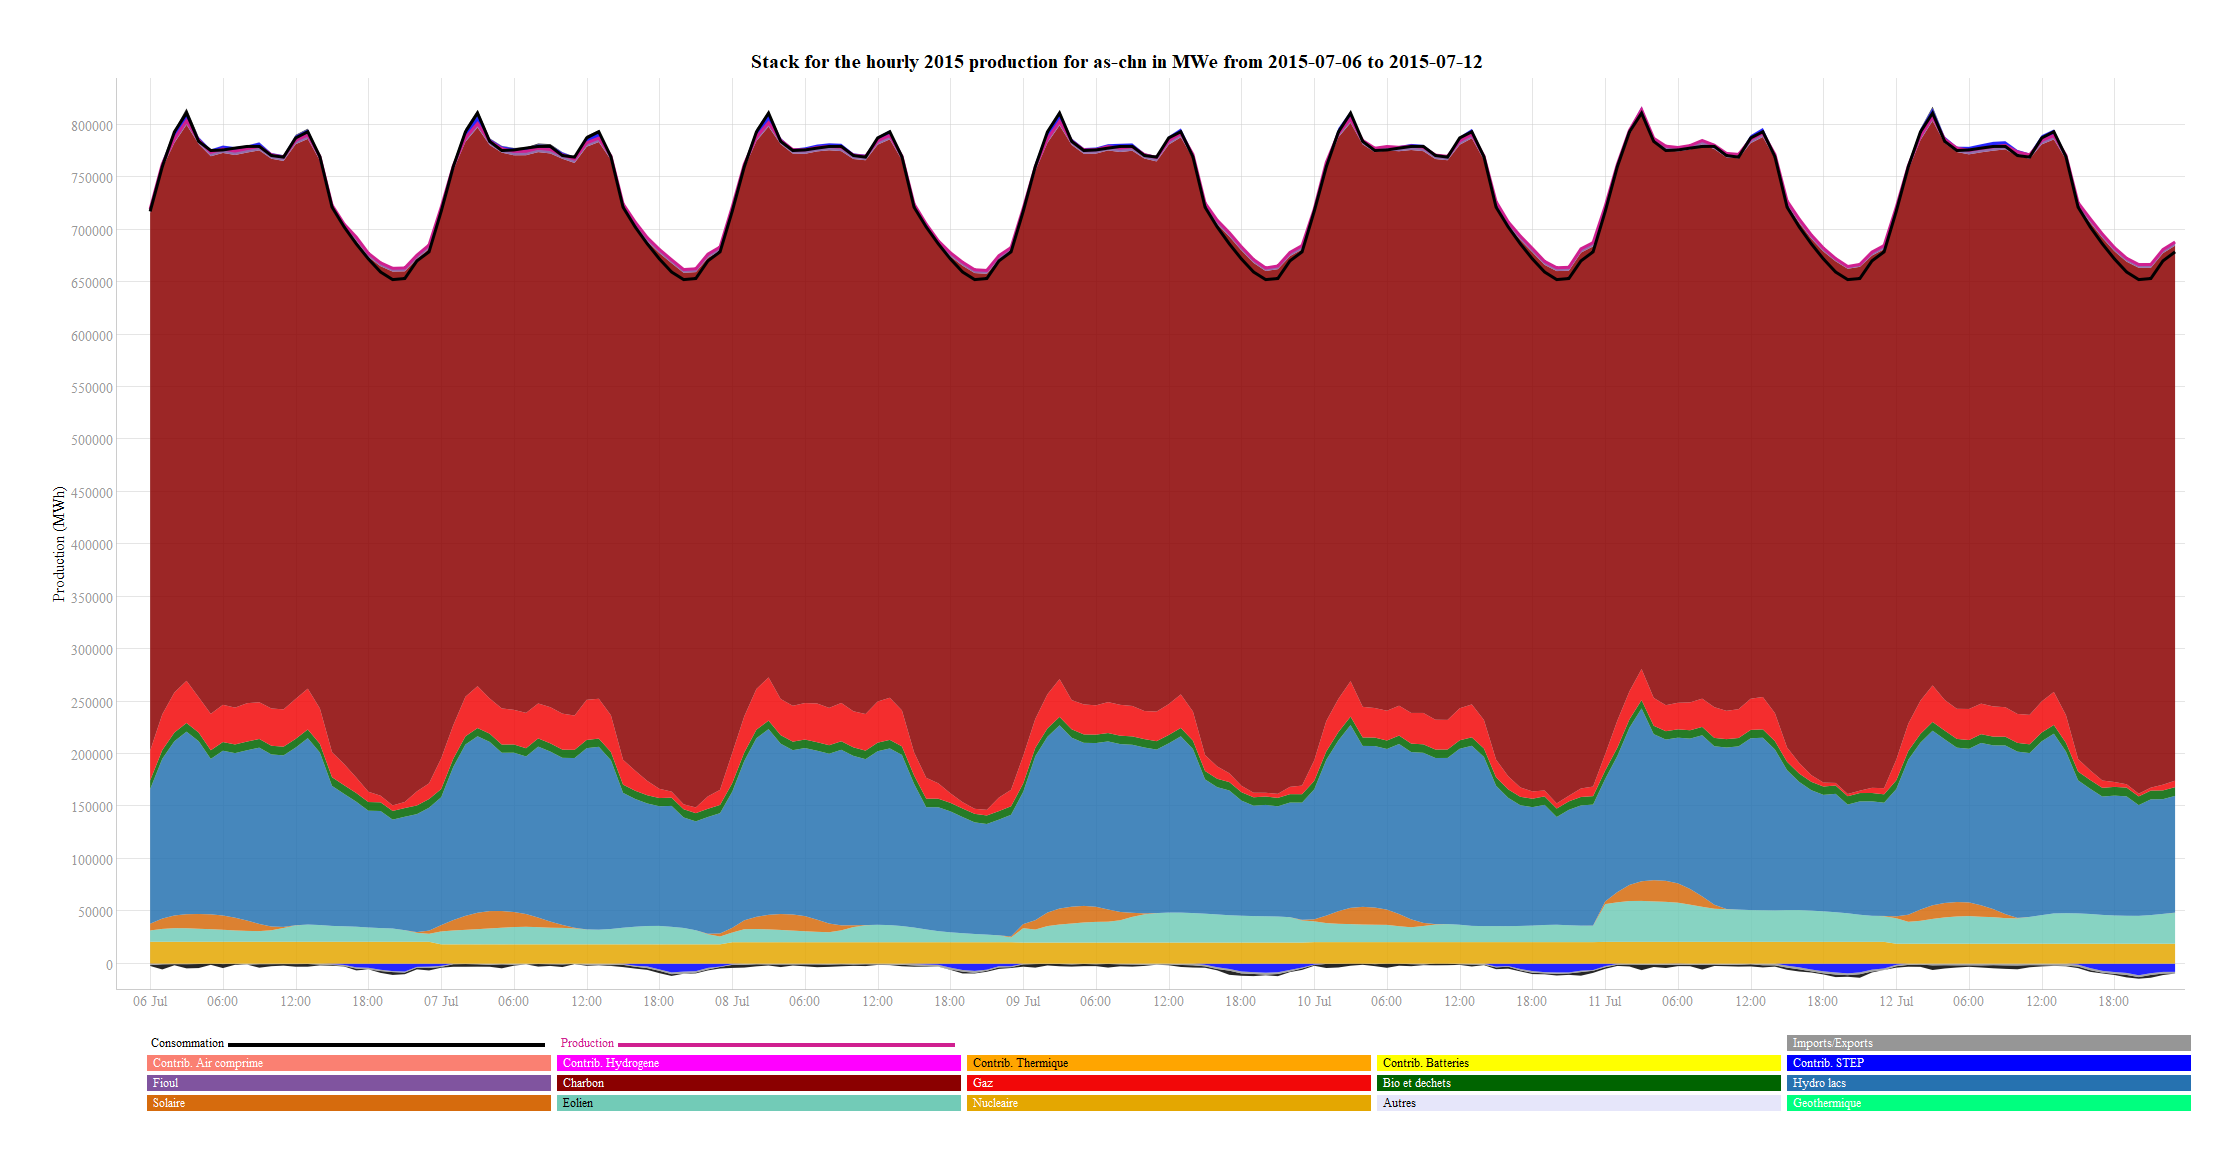 Stack for the hourly 2015 production for as-chn in MWe from 2015-07-06 to 2015-07-12
Production (MWh)
800000
750000
700000
650000
600000
550000
500000
450000
400000
350000
300000
250000
200000
150000
100000
50000
0
06 Jul 06:00 12:00 18:00 07 Jul 06:00 12:00 18:00 08 Jul 06:00 12:00 18:00 09 Jul 06:00 12:00 18:00 10 Jul 06:00 12:00 18:00 11 Jul 06:00 12:00 18:00 12 Jul 06:00 12:00 18:00
Consommation Production Imports/Exports
Contrib. Air comprime Contrib. Hydrogene Contrib. Thermique Contrib. Batteries Contrib. STEP
Fioul Charbon Gaz Bio et dechets Hydro lacs
Solaire Eolien Nucleaire Autres Geothermique